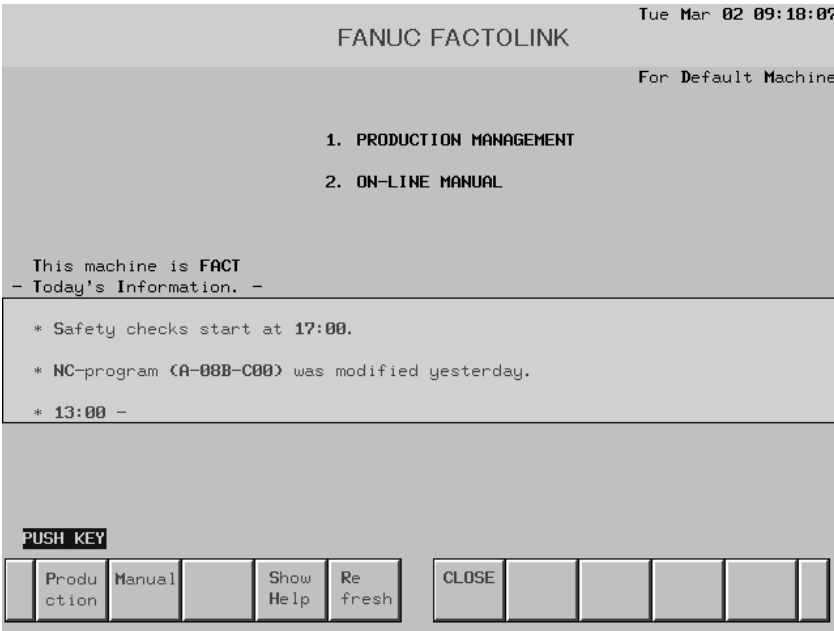 Tue Mar 02 09:18:07
FANUC FACTOLINK
For Default Machine
1. PRODUCTION MANAGEMENT
2. ON-LINE MANUAL
This machine is FACT
- Today's Information. -
* Safety checks start at 17:00.
* NC-program (A-08B-C00) was modified yesterday.
* 13:00 -
PUSH KEY
Produ Manual Show Re CLOSE
ction Help fresh